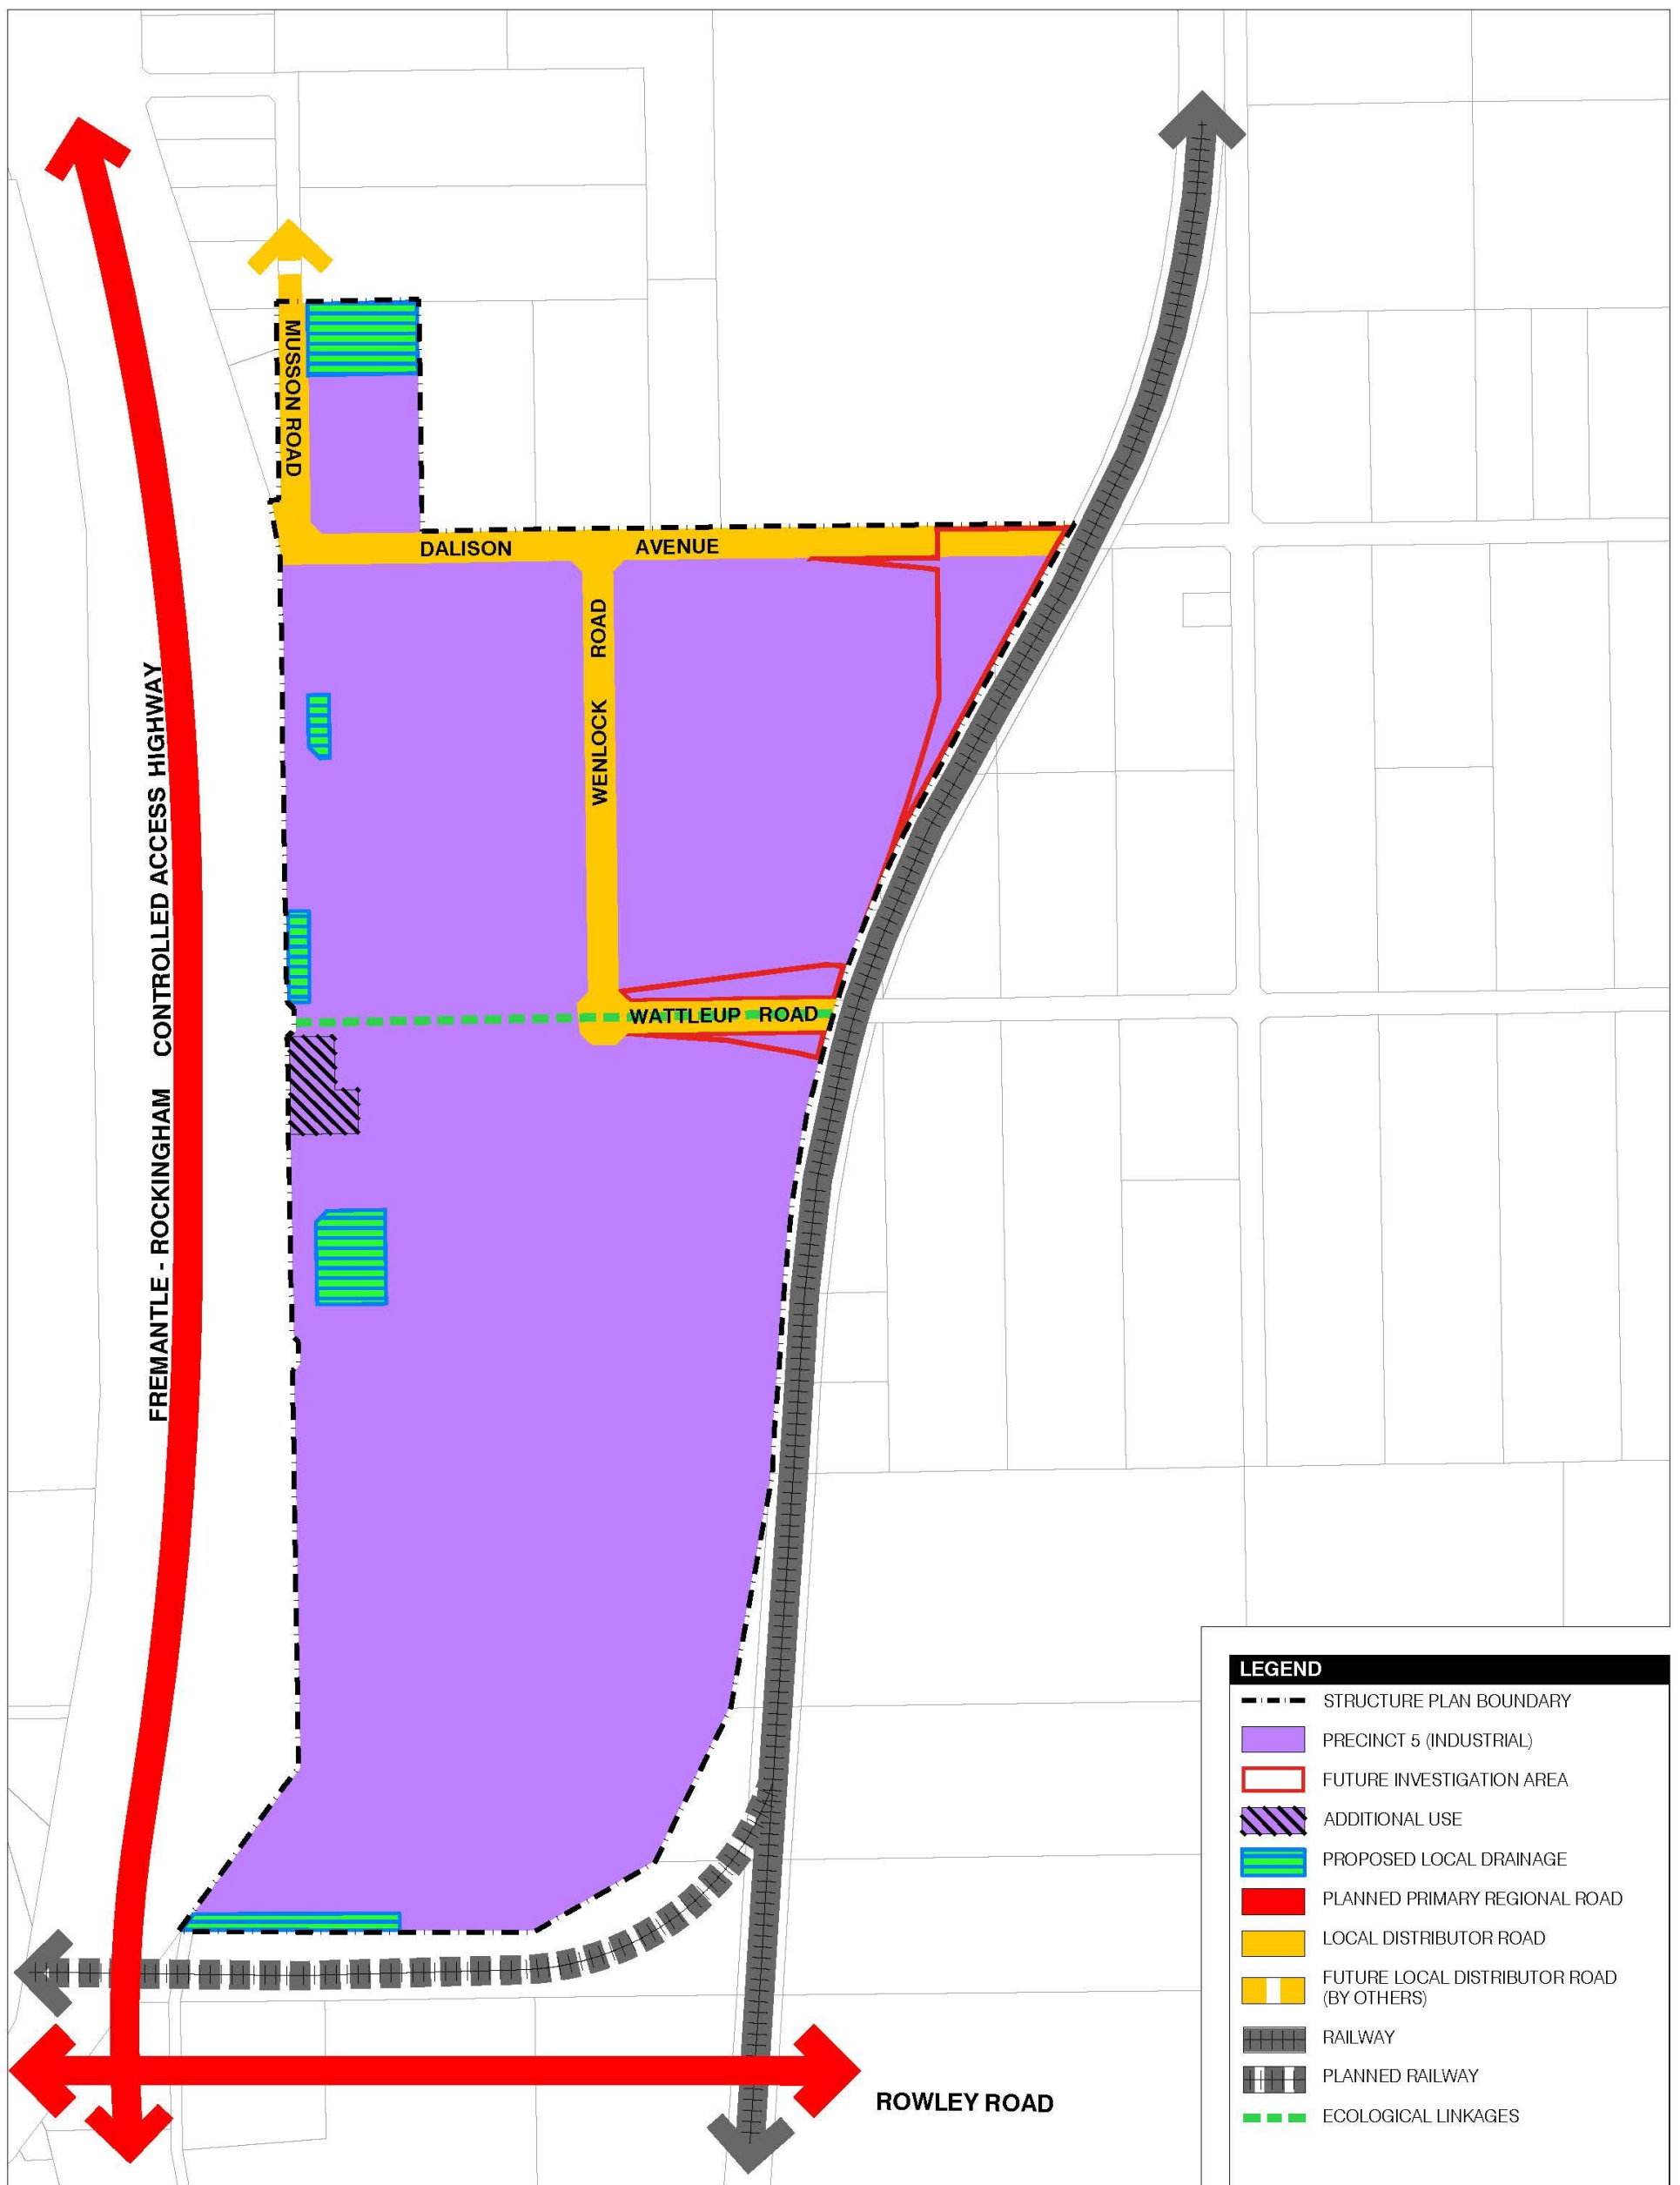 MUSSON ROAD
DALISON AVENUE
WENLOCK ROAD
WATTLEUP ROAD
FREMANTLE - ROCKINGHAM CONTROLLED ACCESS HIGHWAY
ROWLEY ROAD
LEGEND
STRUCTURE PLAN BOUNDARY
PRECINCT 5 (INDUSTRIAL)
FUTURE INVESTIGATION AREA
ADDITIONAL USE
PROPOSED LOCAL DRAINAGE
PLANNED PRIMARY REGIONAL ROAD
LOCAL DISTRIBUTOR ROAD
FUTURE LOCAL DISTRIBUTOR ROAD
(BY OTHERS)
RAILWAY
PLANNED RAILWAY
ECOLOGICAL LINKAGES